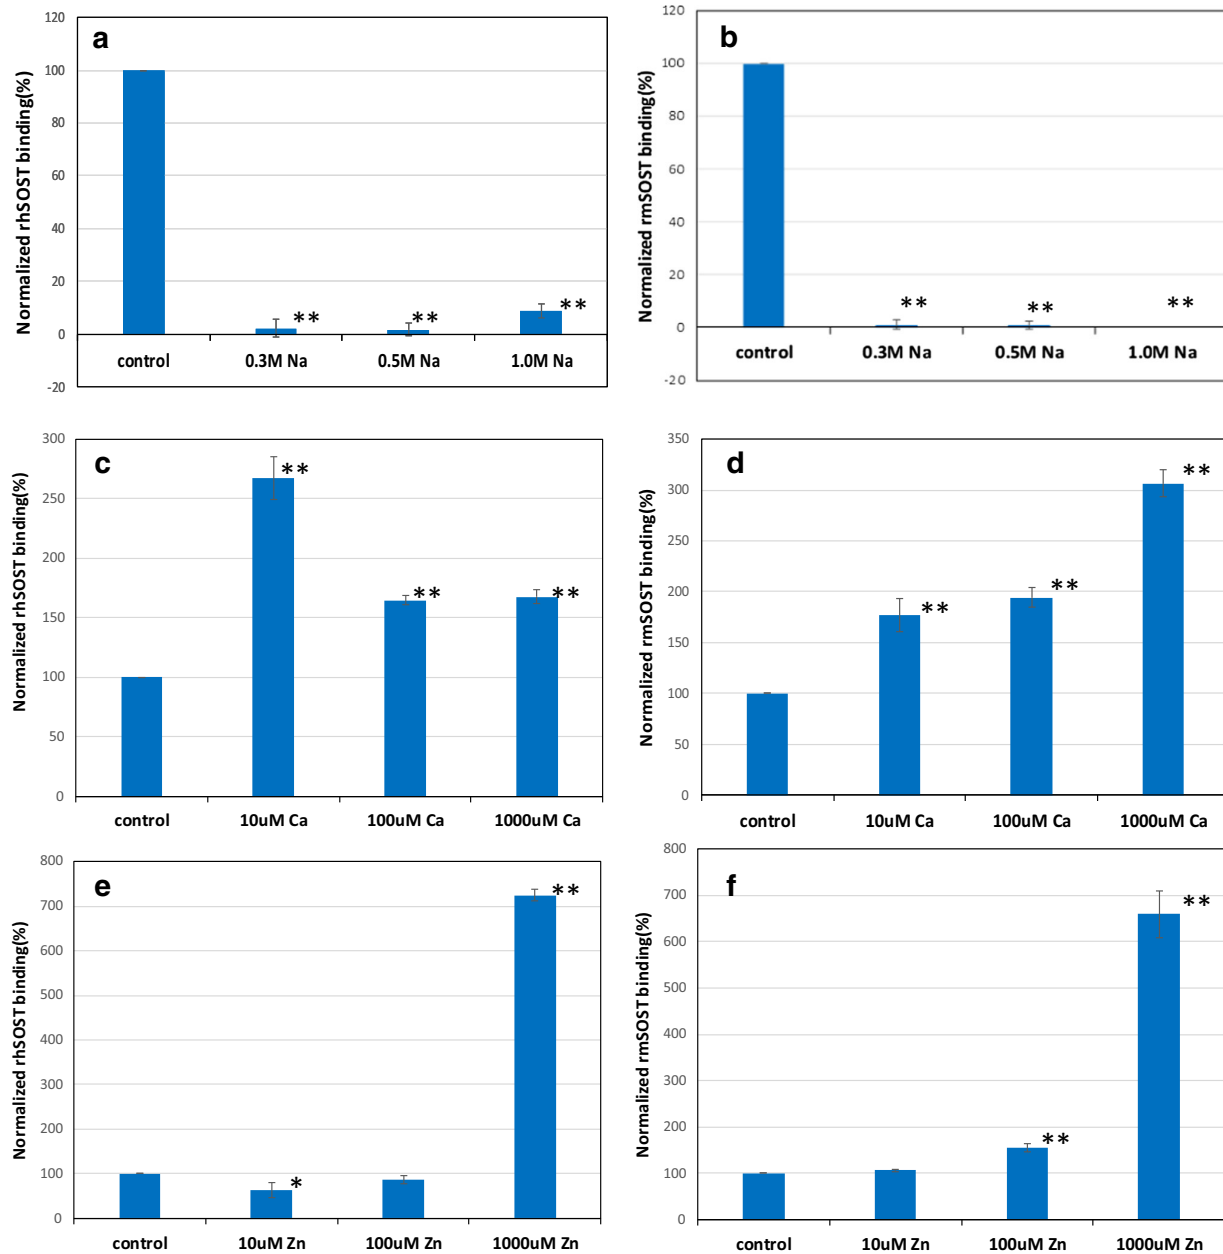 a
Normalized rhSOST binding(%)
120
100
80
60
40
20
0
-20
control 0.3M Na 0.5M Na 1.0M Na
** ** **
b
Normalized rmSOST binding(%)
120
100
80
60
40
20
0
-20
control 0.3M Na 0.5M Na 1.0M Na
** ** **
c
Normalized rhSOST binding(%)
300
250
200
150
100
50
0
control 10uM Ca 100uM Ca 1000uM Ca
** ** **
d
Normalized rmSOST binding(%)
350
300
250
200
150
100
50
0
control 10uM Ca 100uM Ca 1000uM Ca
** ** **
e
Normalized rhSOST binding(%)
800
700
600
500
400
300
200
100
0
control 10uM Zn 100uM Zn 1000uM Zn
* **
f
Normalized rmSOST binding(%)
800
700
600
500
400
300
200
100
0
control 10uM Zn 100uM Zn 1000uM Zn
** **